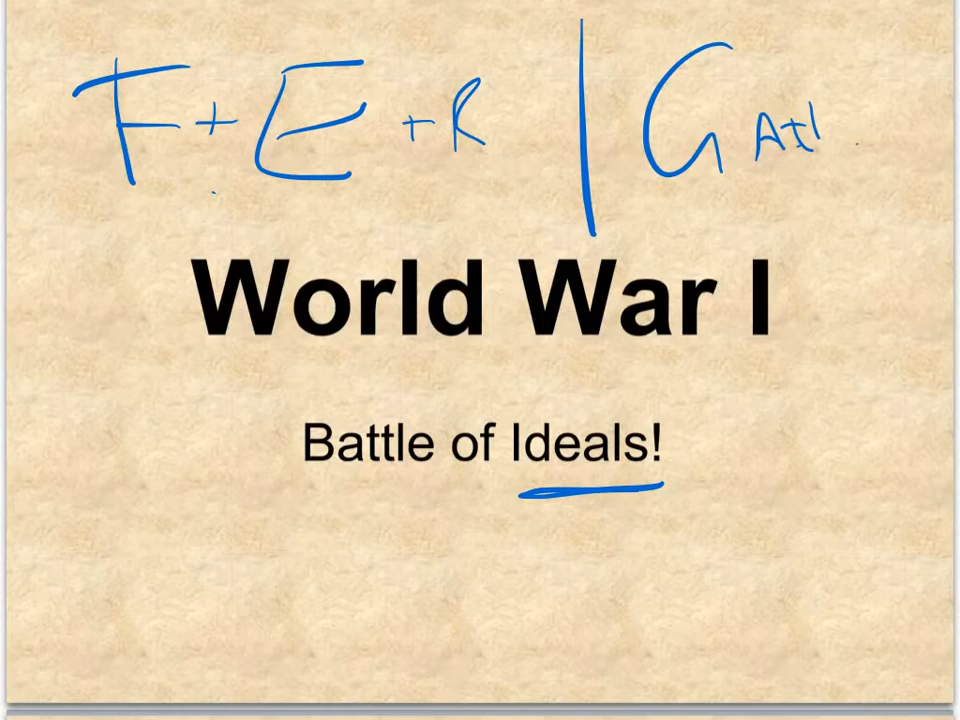 F + E + R | G A+I
World War I
Battle of Ideals!